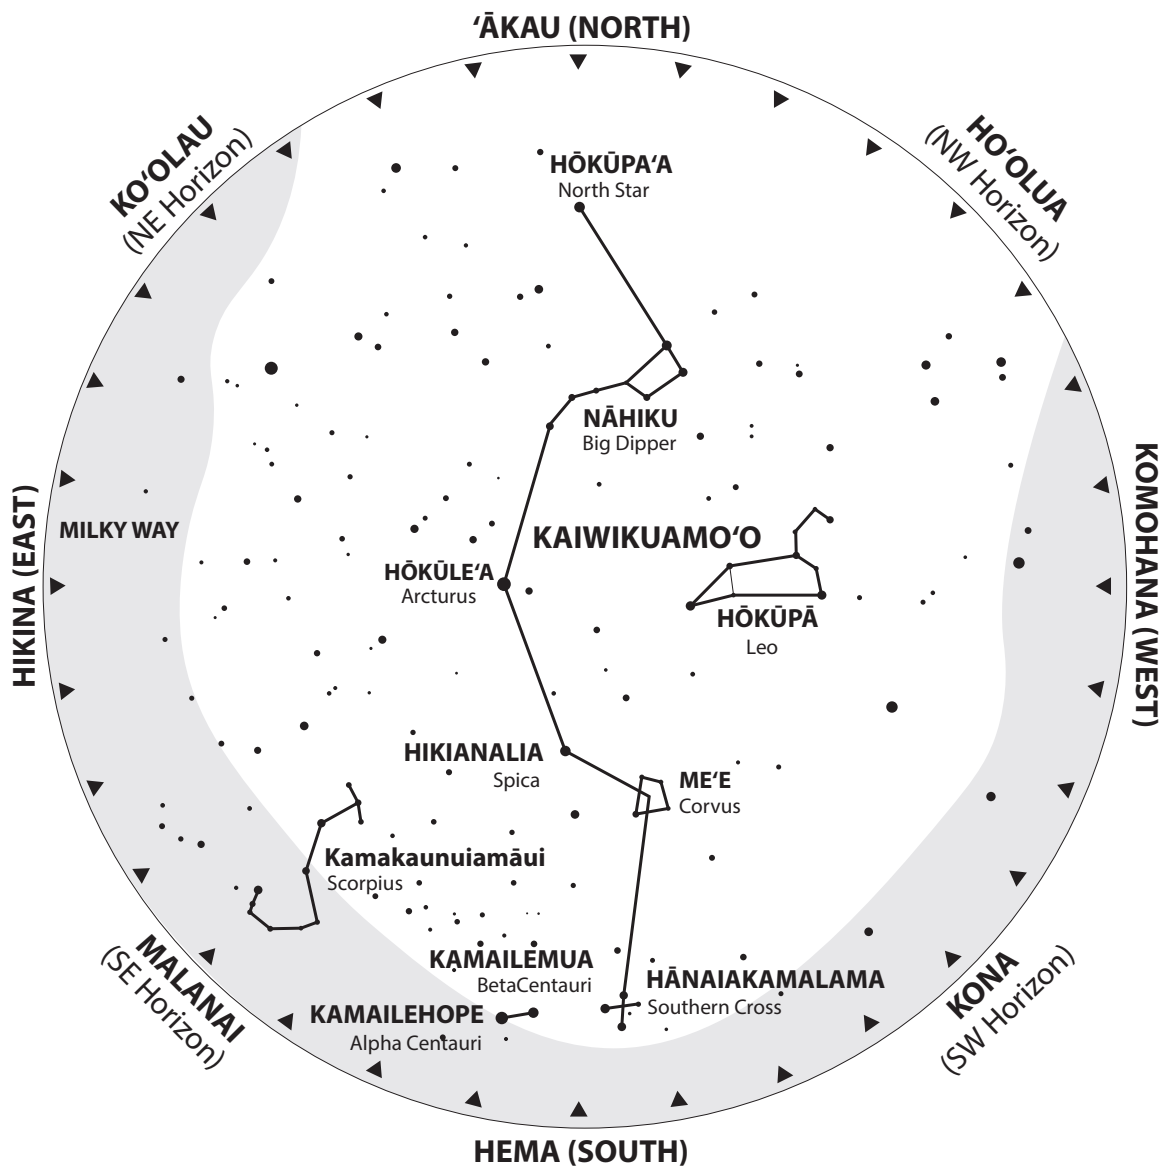 ʻĀKAU (NORTH)
KOʻOLAU
(NE Horizon)
HOʻOLUA
(NW Horizon)
HŌKŪPAʻA
North Star
NĀHIKU
Big Dipper
MILKY WAY
KAIWIKUAMOʻO
HIKINA (EAST)
KOMOHANA (WEST)
HŌKŪLEʻA
Arcturus
HŌKŪPĀ
Leo
HIKIANALIA
Spica
MEʻE
Corvus
Kamakaunuiamāui
Scorpius
KAMAILEMUA
BetaCentauri
HĀNAIAKAMALAMA
Southern Cross
KAMAILEHOPE
Alpha Centauri
MALANAI
(SE Horizon)
KONA
(SW Horizon)
HEMA (SOUTH)